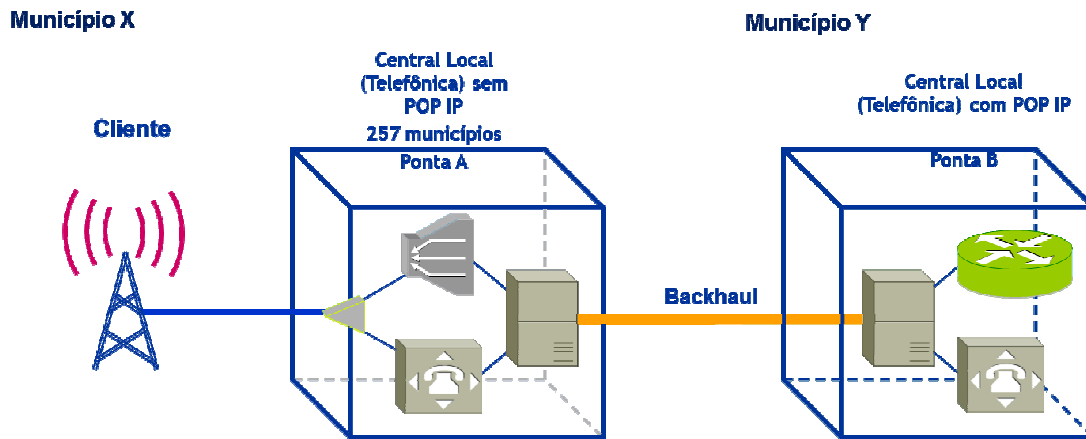 Município X
Município Y
Central Local
(Telefônica) sem
POP IP
257 municípios
Ponta A
Central Local
(Telefônica) com POP IP
Ponta B
Cliente
Backhaul